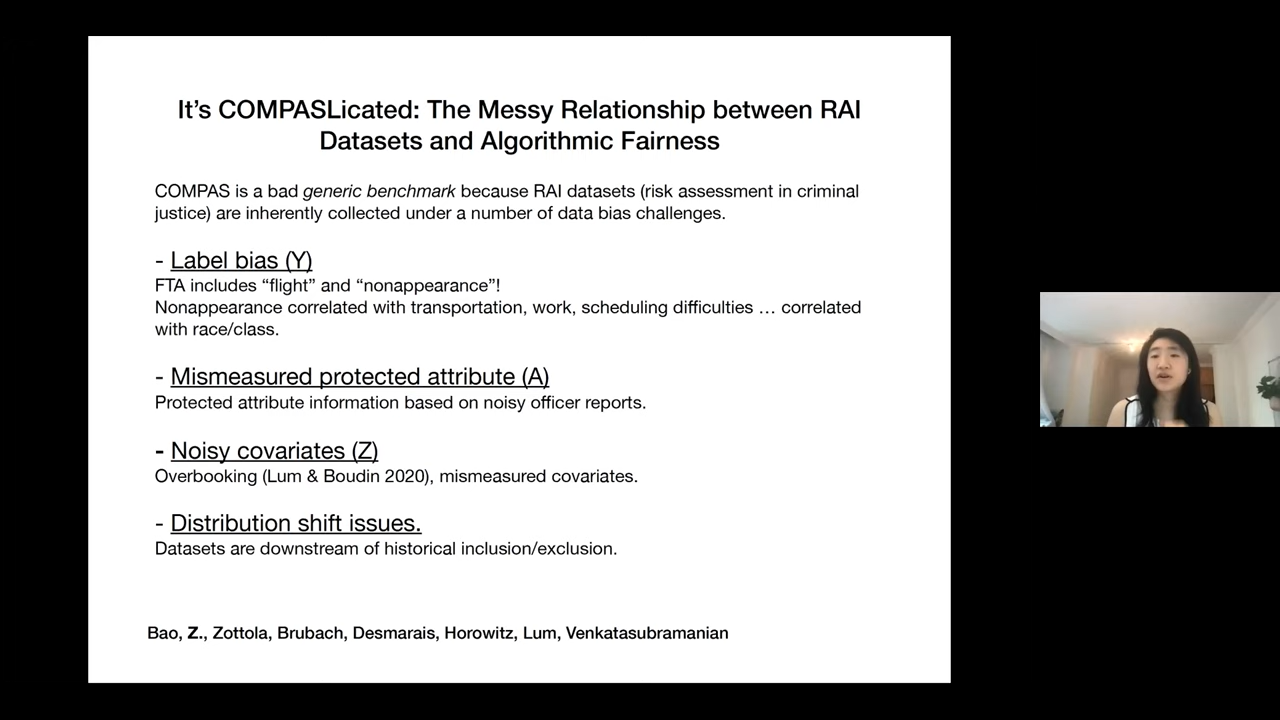 It’s COMPASLicated: The Messy Relationship between RAI
Datasets and Algorithmic Fairness
COMPAS is a bad generic benchmark because RAI datasets (risk assessment in criminal
justice) are inherently collected under a number of data bias challenges.
- Label bias (Y)
FTA includes “flight” and “nonappearance”!
Nonappearance correlated with transportation, work, scheduling difficulties … correlated
with race/class.
- Mismeasured protected attribute (A)
Protected attribute information based on noisy officer reports.
- Noisy covariates (Z)
Overbooking (Lum & Boudin 2020), mismeasured covariates.
- Distribution shift issues.
Datasets are downstream of historical inclusion/exclusion.
Bao, Z., Zottola, Brubach, Desmarais, Horowitz, Lum, Venkatasubramanian